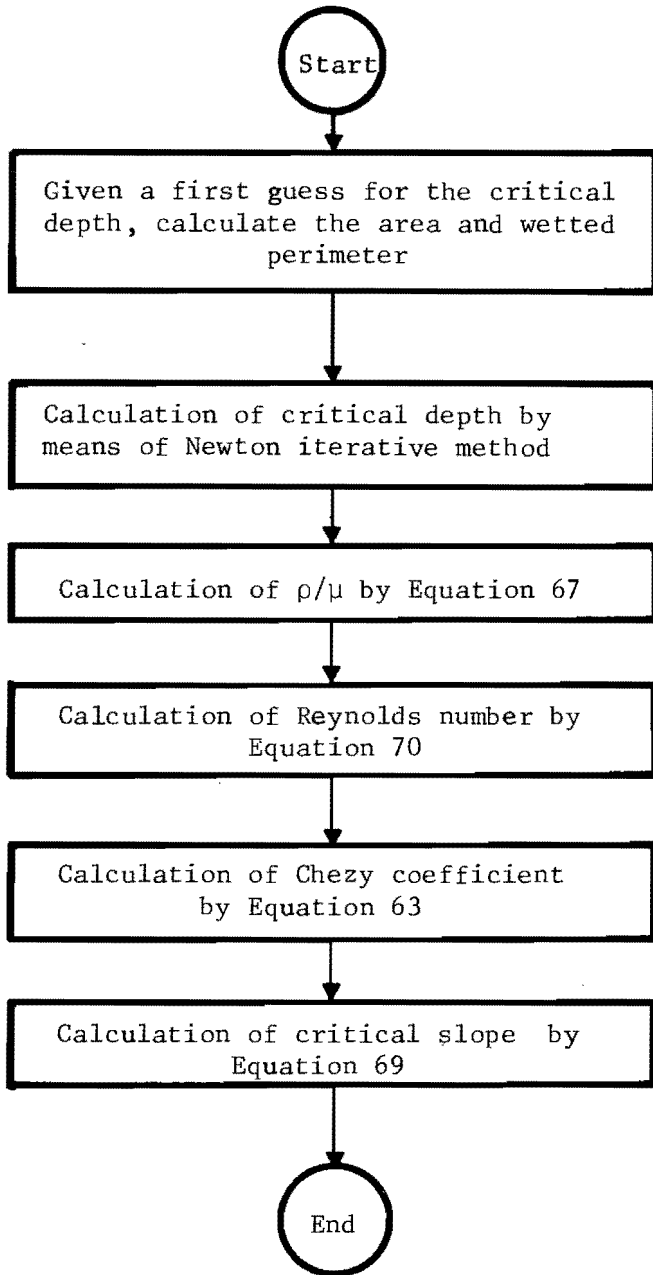 Start
Given a first guess for the critical
depth, calculate the area and wetted
perimeter
Calculation of critical depth by
means of Newton iterative method
Calculation of ρ/μ by Equation 67
Calculation of Reynolds number by
Equation 70
Calculation of Chezy coefficient
by Equation 63
Calculation of critical slope by
Equation 69
End